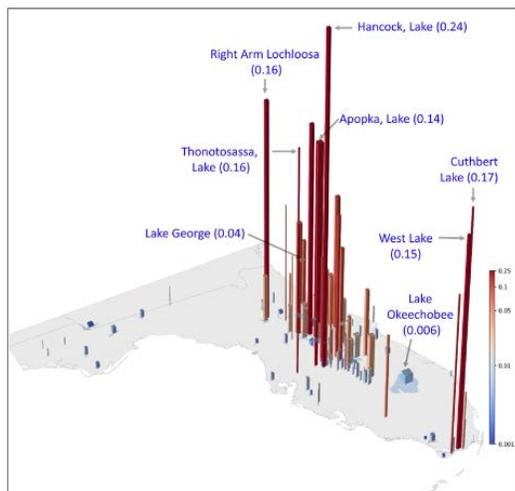 Hancock, Lake (0.24)
Right Arm Lochloosa
(0.16)
Apopka, Lake (0.14)
Thonotosassa,
Lake (0.16)
Cuthbert
Lake (0.17)
Lake George (0.04)
West Lake
(0.15)
Lake
Okeechobee
(0.006)
0.25
0.1
0.01
0.001